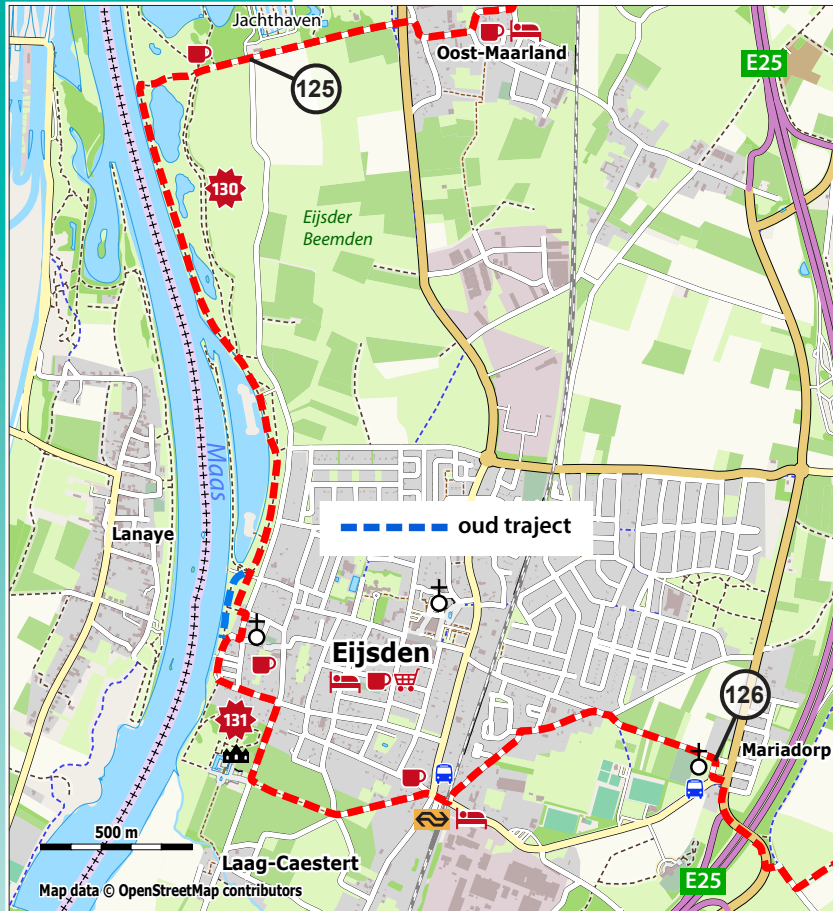 Jachthaven
Oost-Maarland
E25
125
130
Eijsder
Beemden
Maas
Lanaye
oud traject
Eijsden
131
126
Mariadorp
500 m
Laag-Caestert
E25
Map data © OpenStreetMap contributors